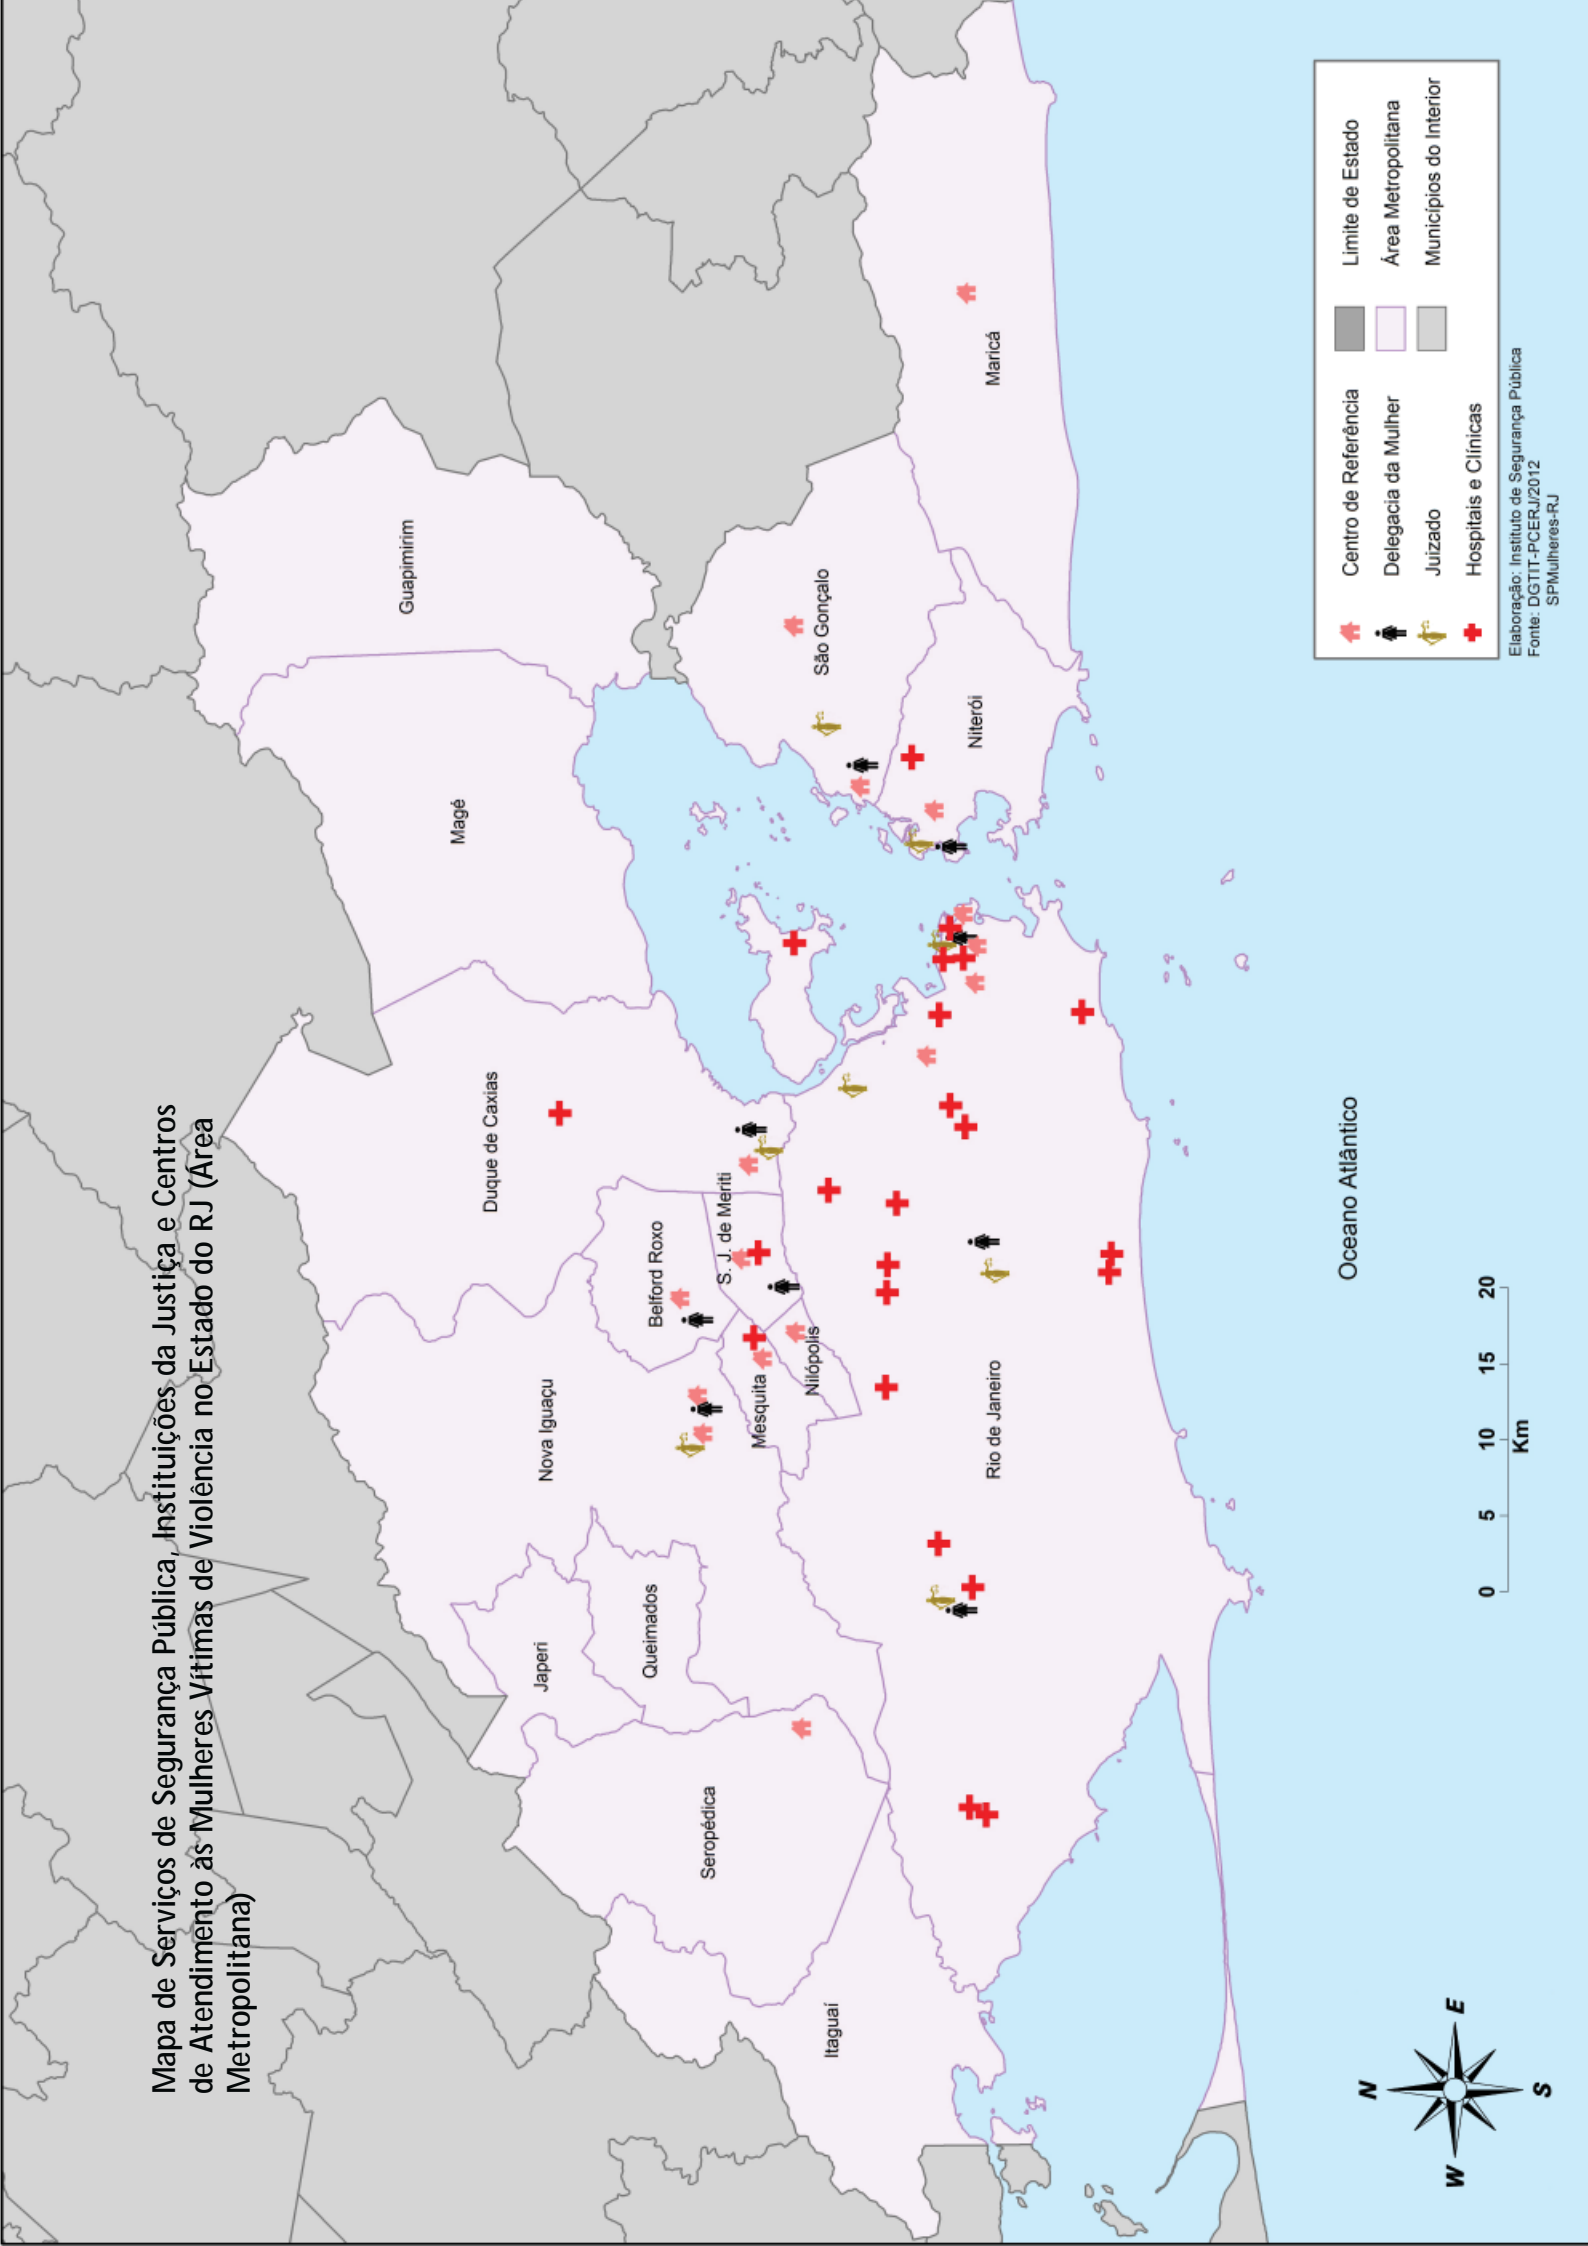 Mapa de Serviços de Segurança Pública, Instituições da Justiça e Centros
de Atendimento às Mulheres Vítimas de Violência no Estado do RJ (Área
Metropolitana)
Guapimirim
Magé
Duque de Caxias
Nova Iguaçu
Japeri
Queimados
Belford Roxo
S. J. de Meriti
Mesquita
Nilópolis
Seropédica
Itaguaí
São Gonçalo
Niterói
Maricá
Rio de Janeiro
Oceano Atlântico
N
W
E
S
0 5 10 15 20
Km
Centro de Referência
Delegacia da Mulher
Juizado
Hospitais e Clínicas
Limite de Estado
Área Metropolitana
Municípios do Interior
Elaboração: Instituto de Segurança Pública
Fonte: DGTIT-PCERJ/2012
SPMulheres-RJ